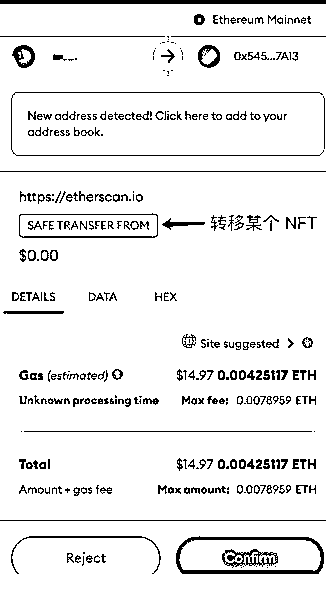 Ethereum Mainnet
0x545...7A13
New address detected! Click here to add to your
address book.
https://etherscan.io
SAFE TRANSFER FROM 转移某个 NFT
$0.00
DETAILS DATA HEX
Site suggested
Gas (estimated) $14.97 0.00425117 ETH
Unknown processing time Max fee: 0.0078959 ETH
Total $14.97 0.00425117 ETH
Amount + gas fee Max amount: 0.0078959 ETH
Reject Confirm